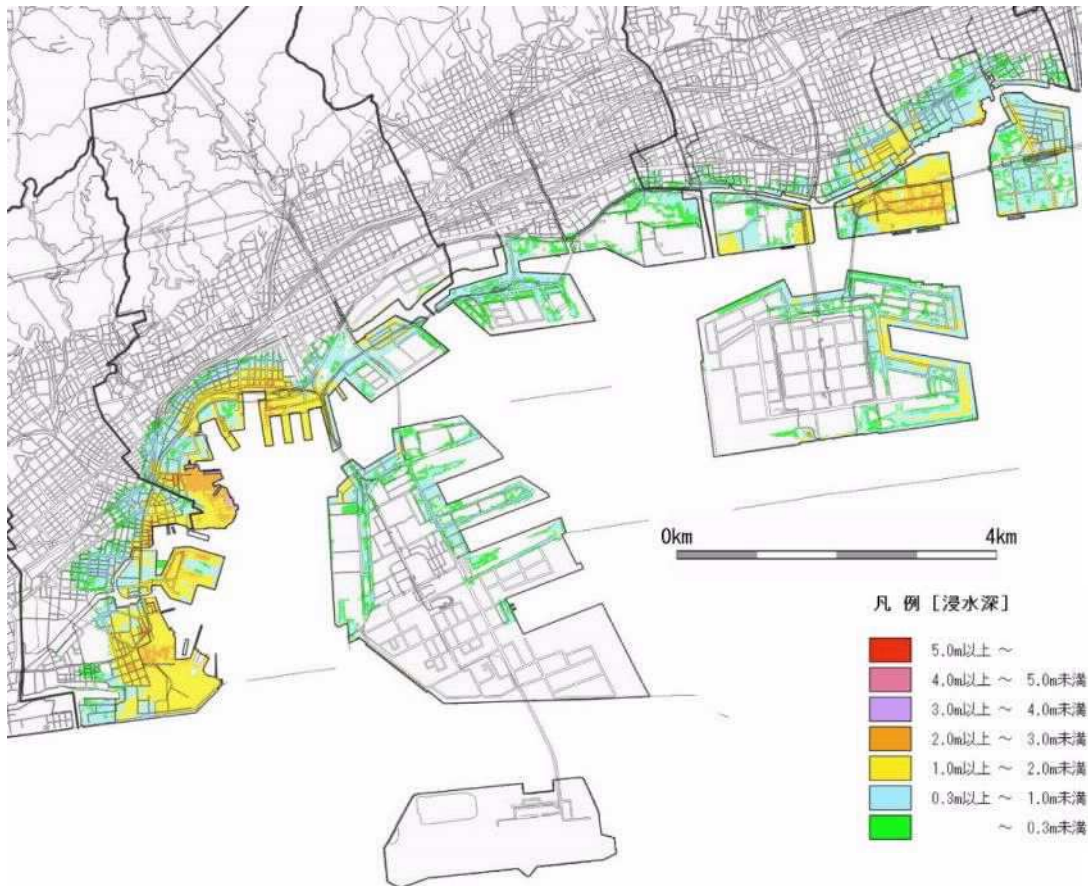 0km 4km
凡 例 [浸水深]
5.0m以上 ～
4.0m以上 ～ 5.0m未満
3.0m以上 ～ 4.0m未満
2.0m以上 ～ 3.0m未満
1.0m以上 ～ 2.0m未満
0.3m以上 ～ 1.0m未満
～ 0.3m未満